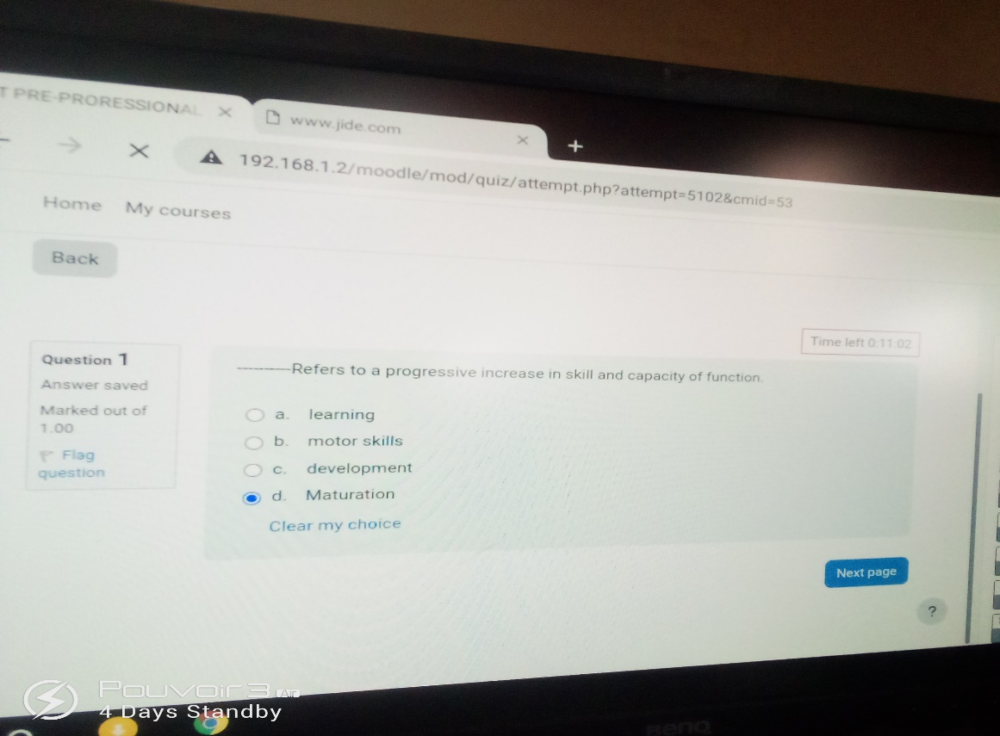 T PRE-PRORESSIONAL
www.jide.com
192.168.1.2/moodle/mod/quiz/attempt.php?attempt=5102&cmid=53
Home My courses
Back
Time left 0:11:02
Question 1
Answer saved
Marked out of
1.00
Flag
question
----------Refers to a progressive increase in skill and capacity of function.
a. learning
b. motor skills
c. development
d. Maturation
Clear my choice
Next page
?
Pouvoir 3 Air
4 Days Standby
BenQ